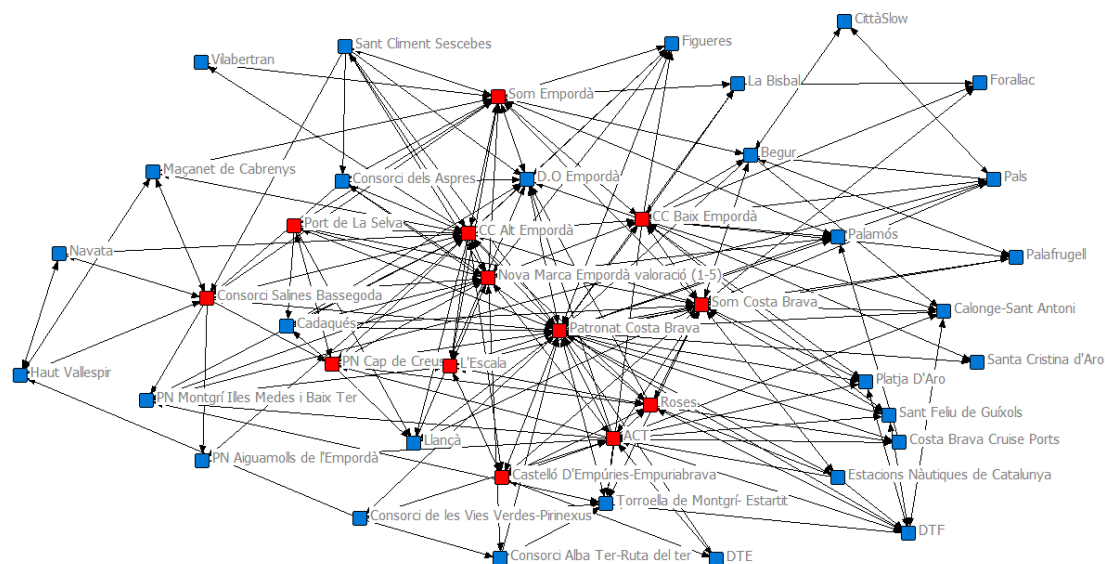 CittàSlow
Sant Climent Sescebes
Figueres
Vilabertran
La Bisbal
Forallac
Som Empordà
Begur
Maçanet de Cabrenys
Consorci dels Aspres
D.O Empordà
Pals
CC Baix Empordà
Port de La Selva
CC Alt Empordà
Palamós
Navata
Palafrugell
Nova Marca Empordà valoració (1-5)
Consorci Salines Bassegoda
Som Costa Brava
Calonge-Sant Antoni
Cadaqués
Patronat Costa Brava
PN Cap de Creus
L'Escala
Santa Cristina d'Aro
Haut Vallespir
Platja D'Aro
PN Montgrí Illes Medes i Baix Ter
Roses
Sant Feliu de Guíxols
Llançà
ACT
Costa Brava Cruise Ports
PN Aiguamolls de l'Empordà
Castelló D'Empúries-Empuriabrava
Estacions Nàutiques de Catalunya
Torroella de Montgrí- Estartit
Consorci de les Vies Verdes-Pirinexus
DTF
Consorci Alba Ter-Ruta del ter
DTE